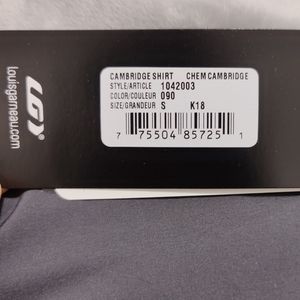 LG
louisgarneau.com
CAMBRIDGE SHIRT CHEM CAMBRIDGE
STYLE/ARTICLE 1042003
COLOR/COULEUR 090
SIZE/GRANDEUR S K18
7 75504 85725 1